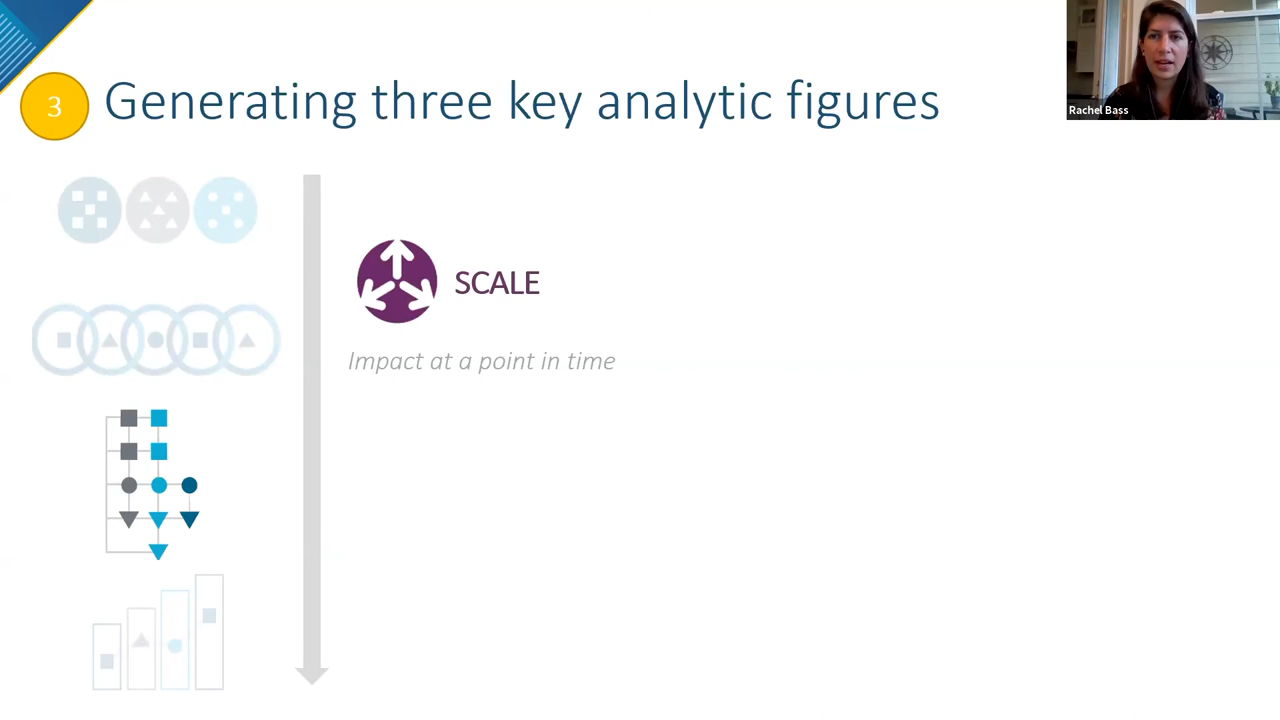 3
Generating three key analytic figures
Rachel Bass
SCALE
Impact at a point in time